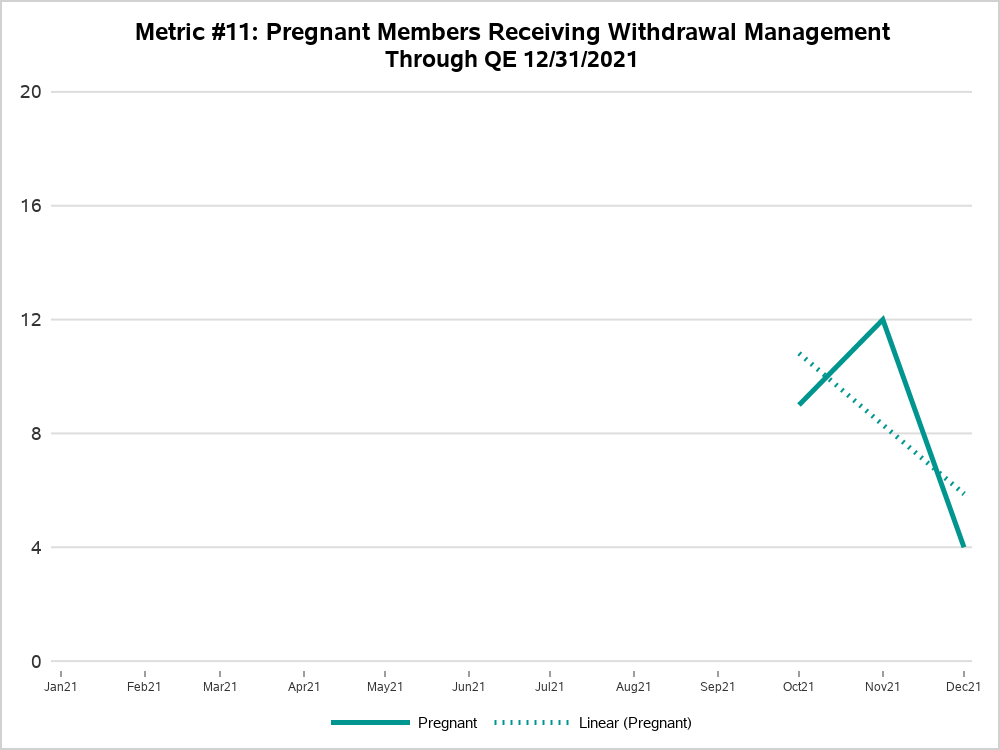 Metric #11: Pregnant Members Receiving Withdrawal Management
Through QE 12/31/2021
20
16
12
8
4
0
Jan21 Feb21 Mar21 Apr21 May21 Jun21 Jul21 Aug21 Sep21 Oct21 Nov21 Dec21
Pregnant Linear (Pregnant)